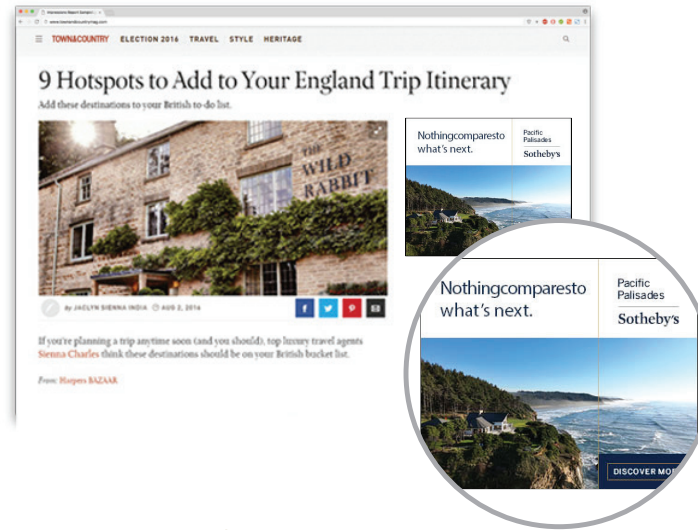 www.townandcountrymag.com
TOWN&COUNTRY ELECTION 2016 TRAVEL STYLE HERITAGE
9 Hotspots to Add to Your England Trip Itinerary
Add these destinations to your British to-do list.
THE
WILD
RABBIT
By JACLYN SIENNA INDIA AUG 2, 2016
If you're planning a trip anytime soon (and you should), top luxury travel agents
Sienna Charles think these destinations should be on your British bucket list.
From: Harpers BAZAAR
Nothingcomparesto
what's next.
Pacific
Palisades
Sotheby's
Nothingcomparesto
what's next.
Pacific
Palisades
Sotheby's
DISCOVER MO